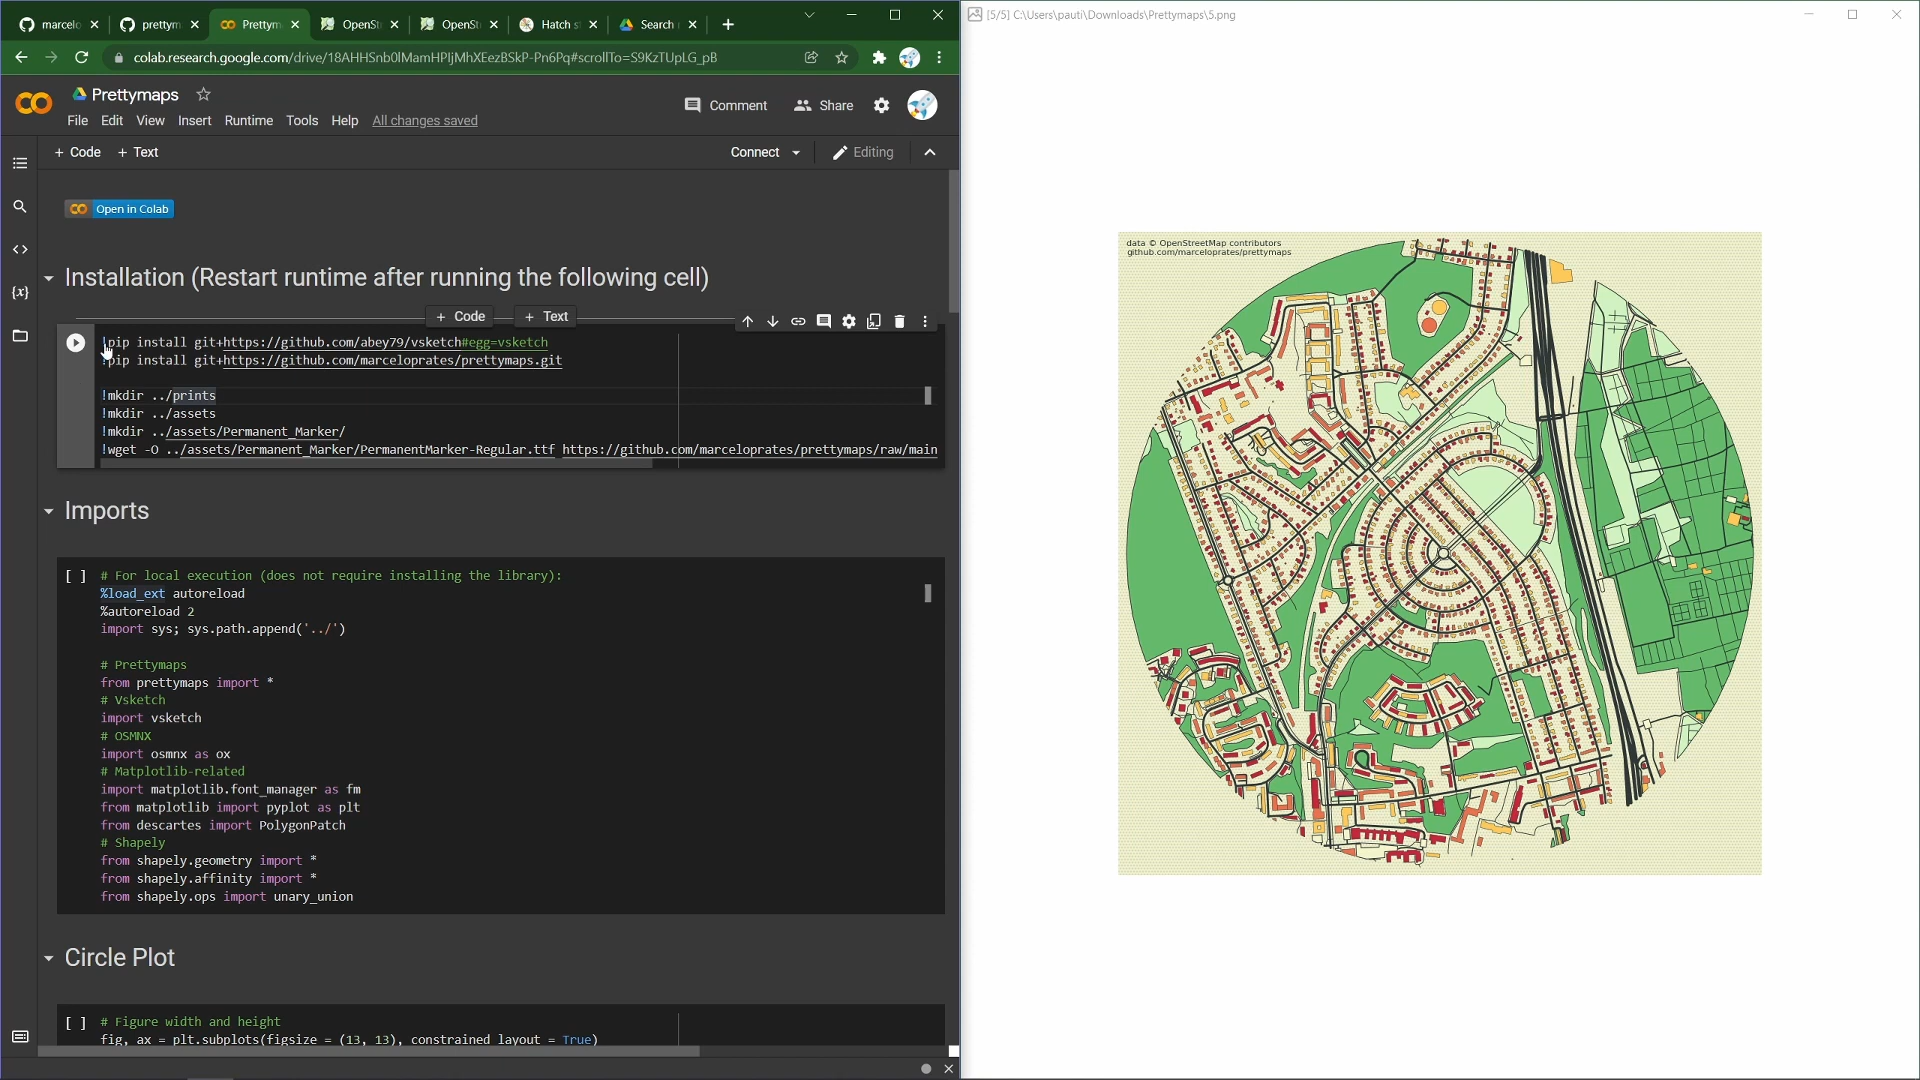 marcelo
prettym
Prettym
OpenSt
OpenSt
Hatch s
Search
colab.research.google.com/drive/18AHHSnb0lMamHPIjMhXEezBSkP-Pn6Pq#scrollTo=S9KzTUpLG_pB
Prettymaps
Comment
Share
File Edit View Insert Runtime Tools Help All changes saved
+ Code + Text
Connect
Editing
Open in Colab
Installation (Restart runtime after running the following cell)
+ Code + Text
!pip install git+https://github.com/abey79/vsketch#egg=vsketch
!pip install git+https://github.com/marceloprates/prettymaps.git
!mkdir ../prints
!mkdir ../assets
!mkdir ../assets/Permanent_Marker/
!wget -O ../assets/Permanent_Marker/PermanentMarker-Regular.ttf https://github.com/marceloprates/prettymaps/raw/main
Imports
[ ] # For local execution (does not require installing the library):
%load_ext autoreload
%autoreload 2
import sys; sys.path.append('../')
# Prettymaps
from prettymaps import *
# Vsketch
import vsketch
# OSMNX
import osmnx as ox
# Matplotlib-related
import matplotlib.font_manager as fm
from matplotlib import pyplot as plt
from descartes import PolygonPatch
# Shapely
from shapely.geometry import *
from shapely.affinity import *
from shapely.ops import unary_union
Circle Plot
[ ] # Figure width and height
fig, ax = plt.subplots(figsize = (13, 13), constrained_layout = True)
[5/5] C:\Users\pauti\Downloads\Prettymaps\5.png
data © OpenStreetMap contributors
github.com/marceloprates/prettymaps